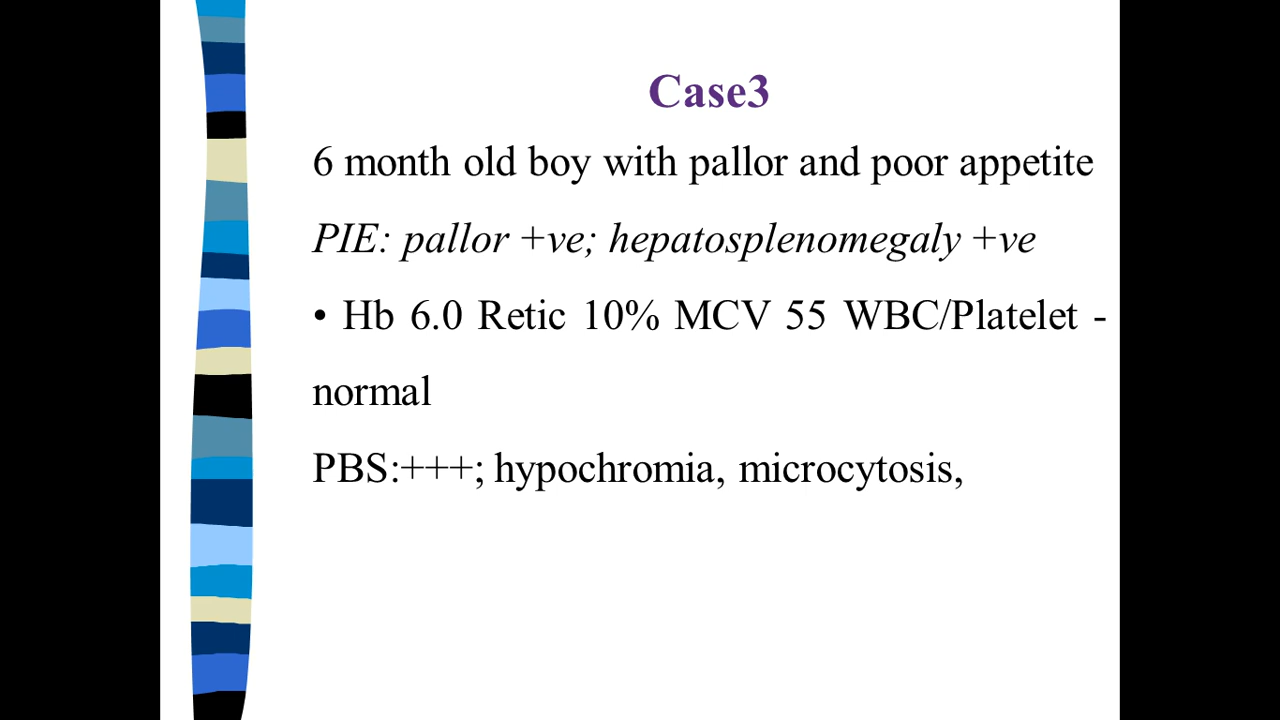 Case3
6 month old boy with pallor and poor appetite
PIE: pallor +ve; hepatosplenomegaly +ve
• Hb 6.0 Retic 10% MCV 55 WBC/Platelet -
normal
PBS:+++; hypochromia, microcytosis,